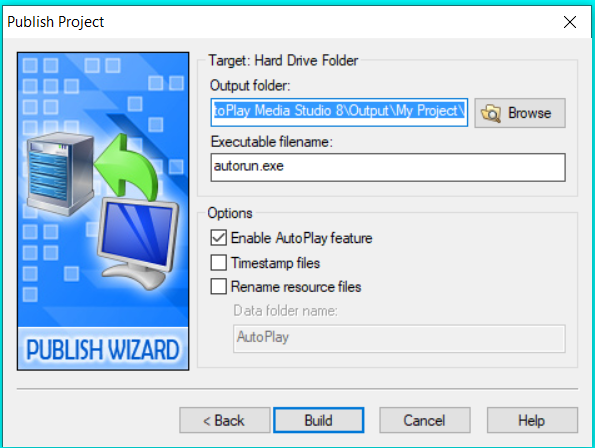 Publish Project
Target: Hard Drive Folder
Output folder:
toPlay Media Studio 8\Output\My Project\
Browse
Executable filename:
autorun.exe
Options
Enable AutoPlay feature
Timestamp files
Rename resource files
Data folder name:
AutoPlay
PUBLISH WIZARD
< Back
Build
Cancel
Help